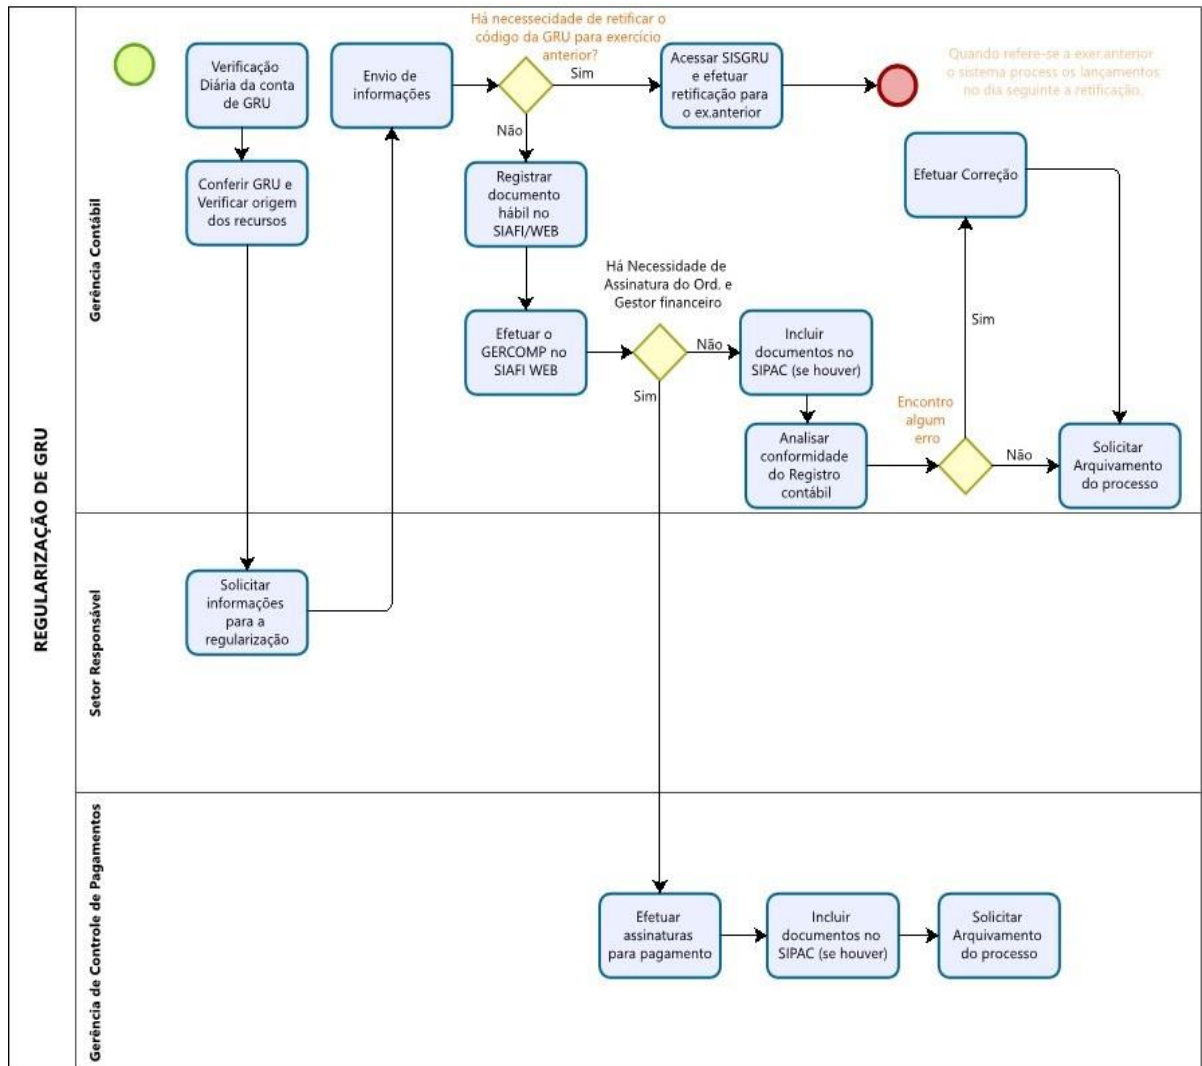 REGULARIZAÇÃO DE GRU
Gerência Contábil
Verificação
Diária da conta
de GRU
Conferir GRU e
Verificar origem
dos recursos
Envio de
informações
Há necessecidade de retificar o
código da GRU para exercício
anterior?
Sim
Não
Acessar SISGRU
e efetuar
retificação para
o ex.anterior
Quando refere-se a exer.anterior
o sistema process os lançamentos
no dia seguinte a retificação.
Registrar
documento
hábil no
SIAFI/WEB
Efetuar o
GERCOMP no
SIAFI WEB
Há Necessidade de
Assinatura do Ord. e
Gestor financeiro
Não
Sim
Incluir
documentos no
SIPAC (se houver)
Analisar
conformidade
do Registro
contábil
Encontro
algum
erro
Sim
Não
Efetuar Correção
Solicitar
Arquivamento
do processo
Setor Responsável
Solicitar
informações
para a
regularização
Gerência de Controle de Pagamentos
Efetuar
assinaturas
para pagamento
Incluir
documentos no
SIPAC (se houver)
Solicitar
Arquivamento
do processo